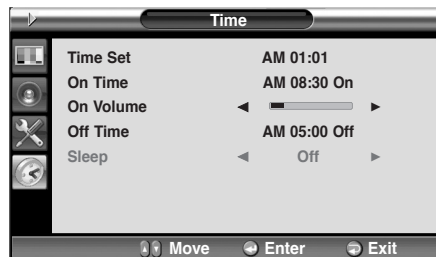 Time
Time Set AM 01:01
On Time AM 08:30 On
On Volume
Off Time AM 05:00 Off
Sleep Off
Move Enter Exit